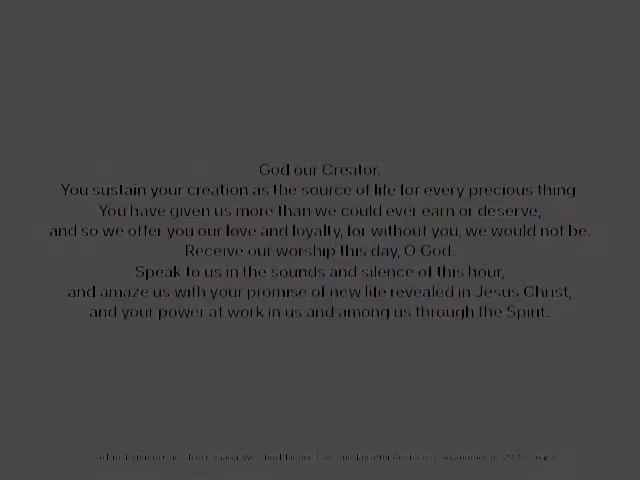 God our Creator,
You sustain your creation as the source of life for every precious thing.
You have given us more than we could ever earn or deserve,
and so we offer you our love and loyalty, for without you, we would not be.
Receive our worship this day, O God.
Speak to us in the sounds and silence of this hour,
and amaze us with your promise of new life revealed in Jesus Christ,
and your power at work in us and among us through the Spirit.